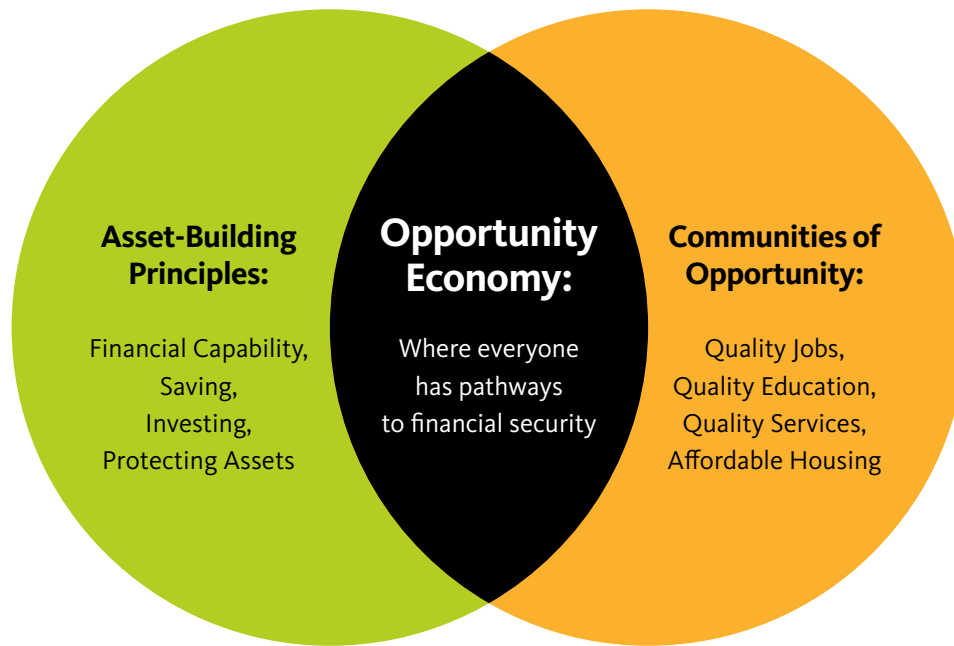 Asset-Building
Principles:
Financial Capability,
Saving,
Investing,
Protecting Assets
Opportunity
Economy:
Where everyone
has pathways
to financial security
Communities of
Opportunity:
Quality Jobs,
Quality Education,
Quality Services,
Affordable Housing